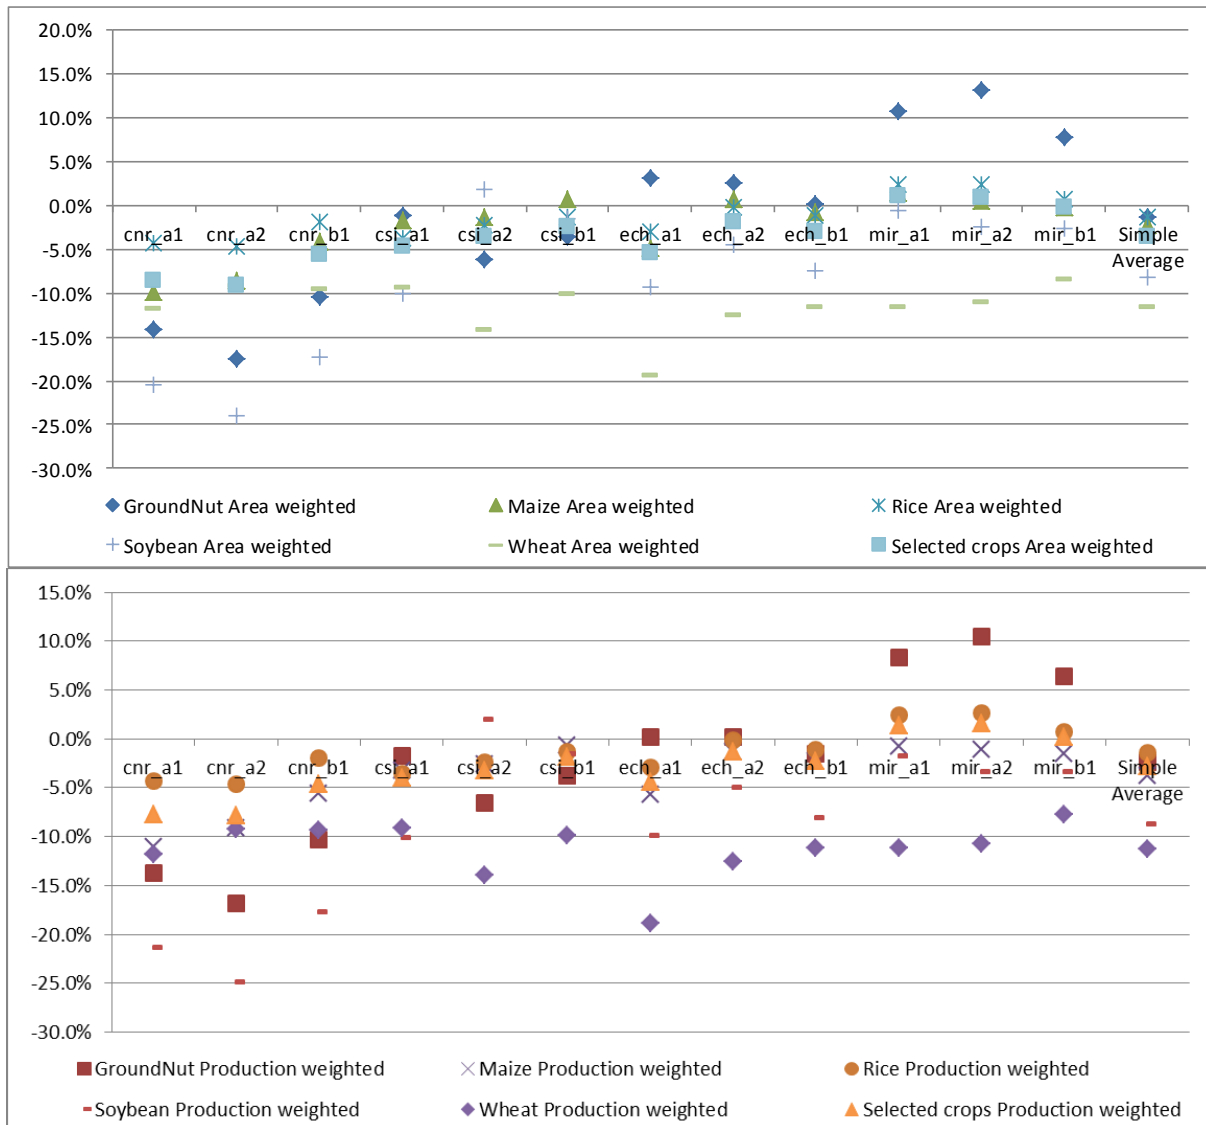 20.0%
15.0%
10.0%
5.0%
0.0%
-5.0%
-10.0%
-15.0%
-20.0%
-25.0%
-30.0%
cnr_a1 cnr_a2 cnr_b1 csi_a1 csi_a2 csi_b1 ech_a1 ech_a2 ech_b1 mir_a1 mir_a2 mir_b1 Simple
Average
GroundNut Area weighted Maize Area weighted Rice Area weighted
Soybean Area weighted Wheat Area weighted Selected crops Area weighted
15.0%
10.0%
5.0%
0.0%
-5.0%
-10.0%
-15.0%
-20.0%
-25.0%
-30.0%
cnr_a1 cnr_a2 cnr_b1 csi_a1 csi_a2 csi_b1 ech_a1 ech_a2 ech_b1 mir_a1 mir_a2 mir_b1 Simple
Average
GroundNut Production weighted Maize Production weighted Rice Production weighted
Soybean Production weighted Wheat Production weighted Selected crops Production weighted